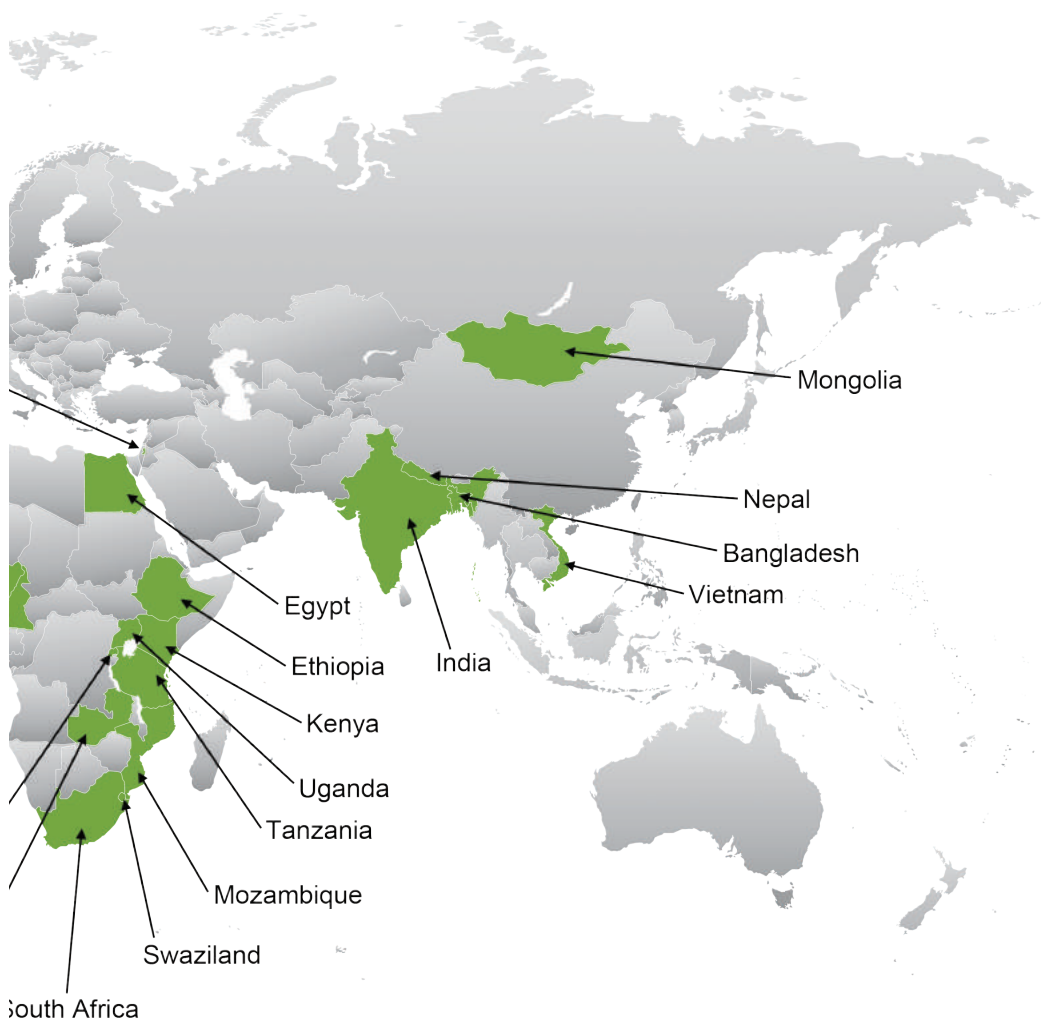 Mongolia
Nepal
Bangladesh
Vietnam
Egypt
India
Ethiopia
Kenya
Uganda
Tanzania
Mozambique
Swaziland
South Africa